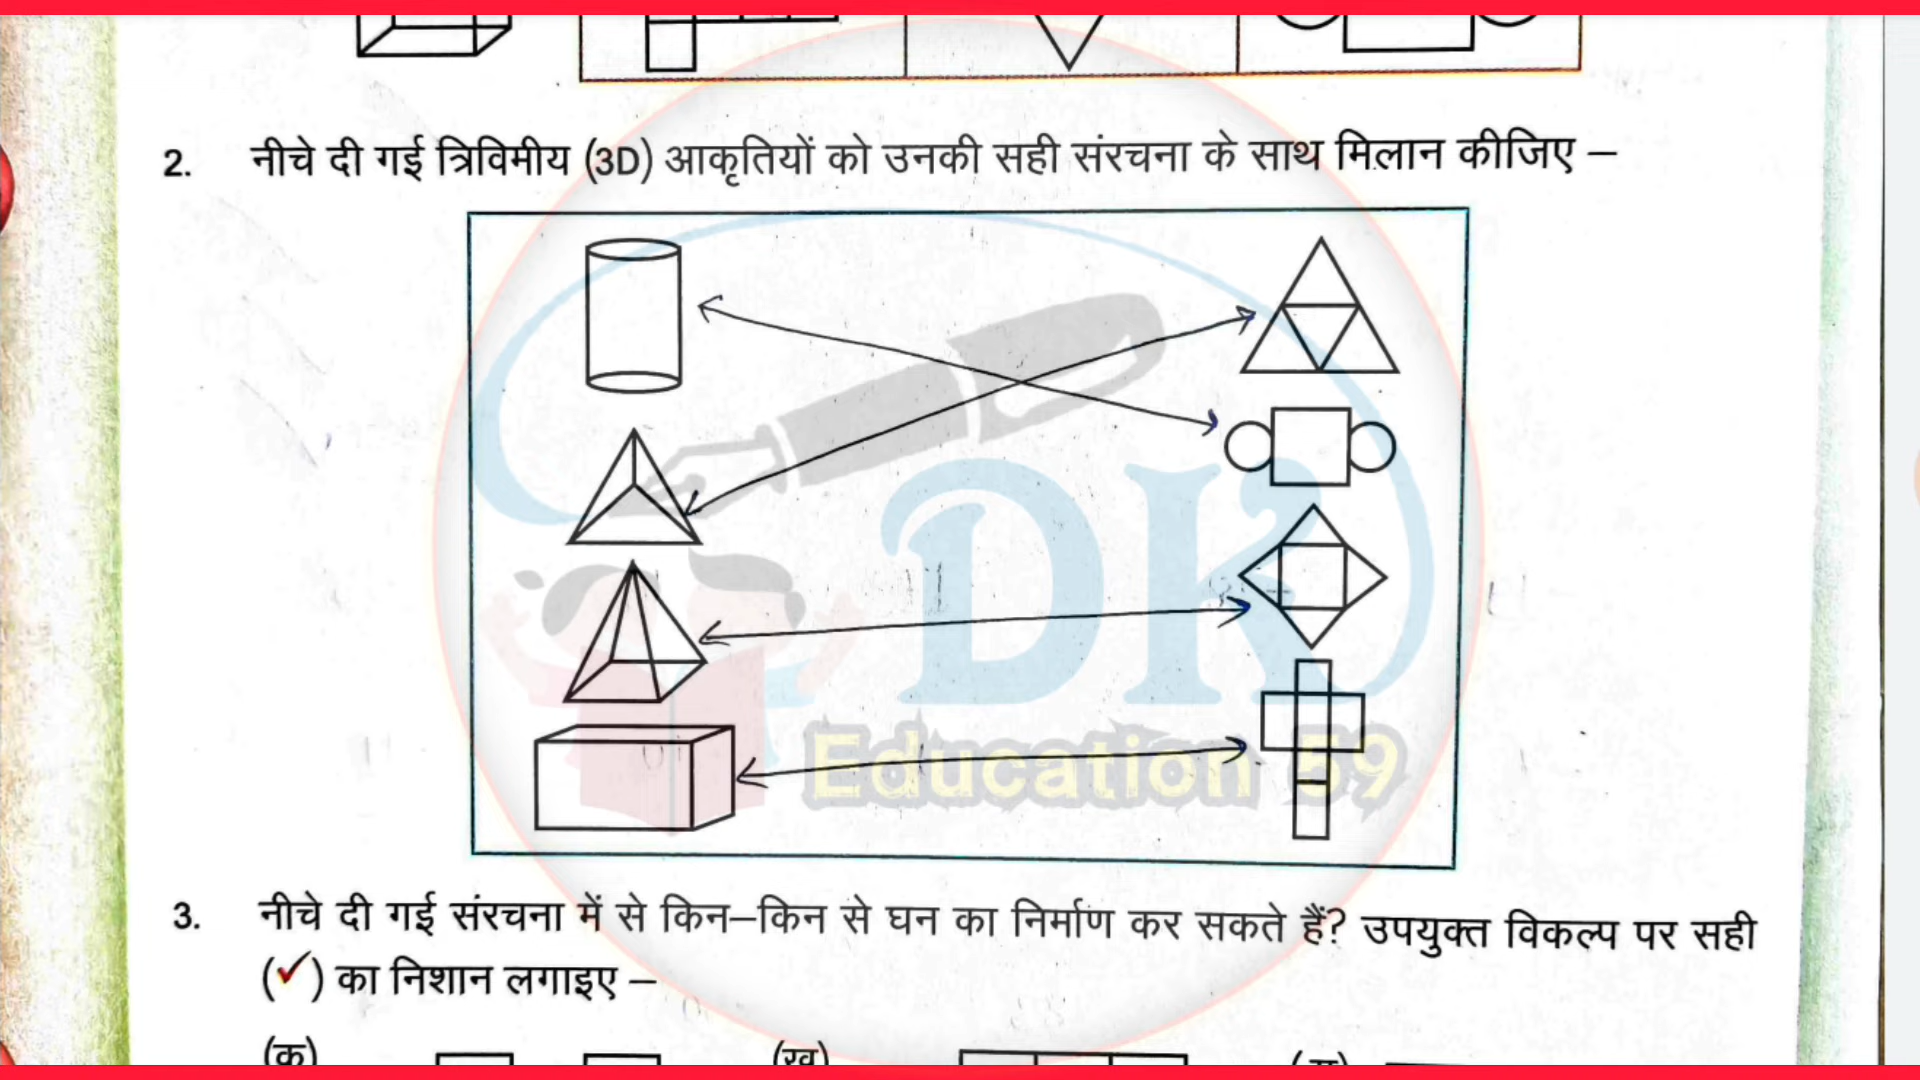 2. नीचे दी गई त्रिविमीय (3D) आकृतियों को उनकी सही संरचना के साथ मिलान कीजिए –
DK
Education 59
3. नीचे दी गई संरचना में से किन–किन से घन का निर्माण कर सकते हैं? उपयुक्त विकल्प पर सही
(✓) का निशान लगाइए –
(क) (ख)